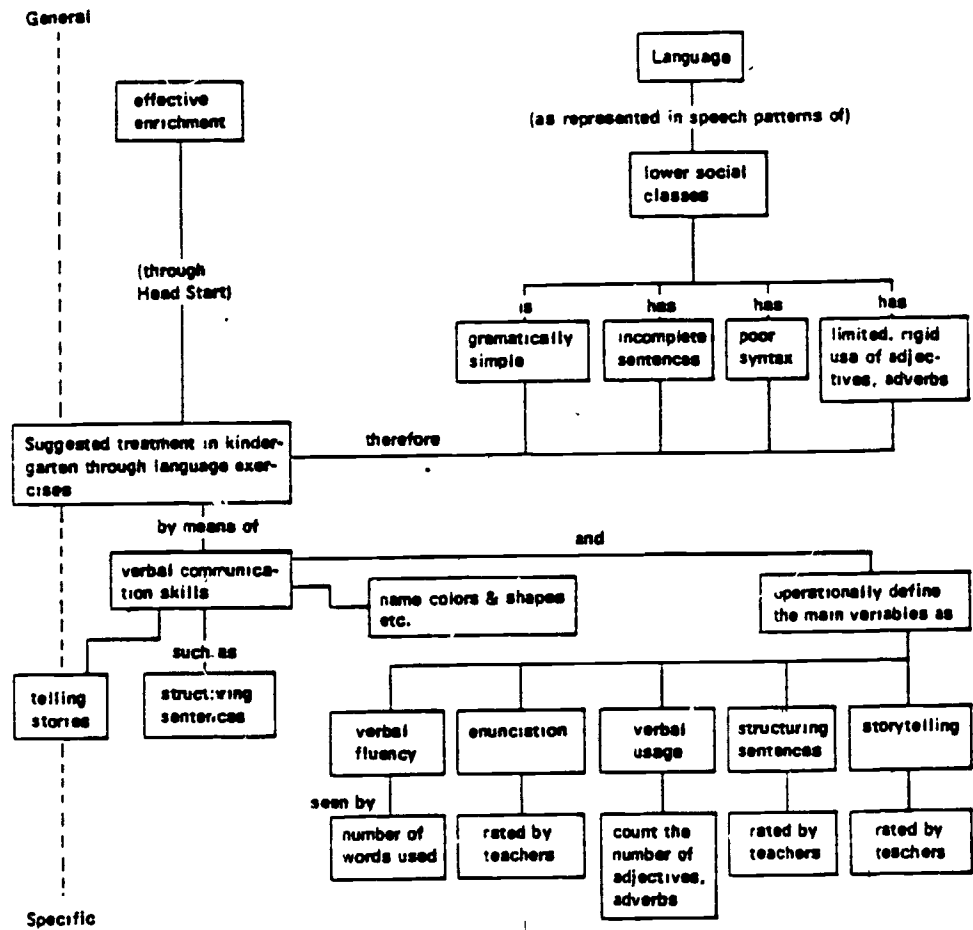 General
Language
effective
enrichment
(as represented in speech patterns of)
lower social
classes
(through
Head Start)
is
has
has
has
gramatically
simple
incomplete
sentences
poor
syntax
limited, rigid
use of adjec-
tives, adverbs
Suggested treatment in kinder-
garten through language exer-
cises
therefore
by means of
and
verbal communica-
tion skills
name colors & shapes
etc.
operationally define
the main variables as
such as
telling
stories
structuring
sentences
verbal
fluency
enunciation
verbal
usage
structuring
sentences
storytelling
seen by
number of
words used
rated by
teachers
count the
number of
adjectives,
adverbs
rated by
teachers
rated by
teachers
Specific